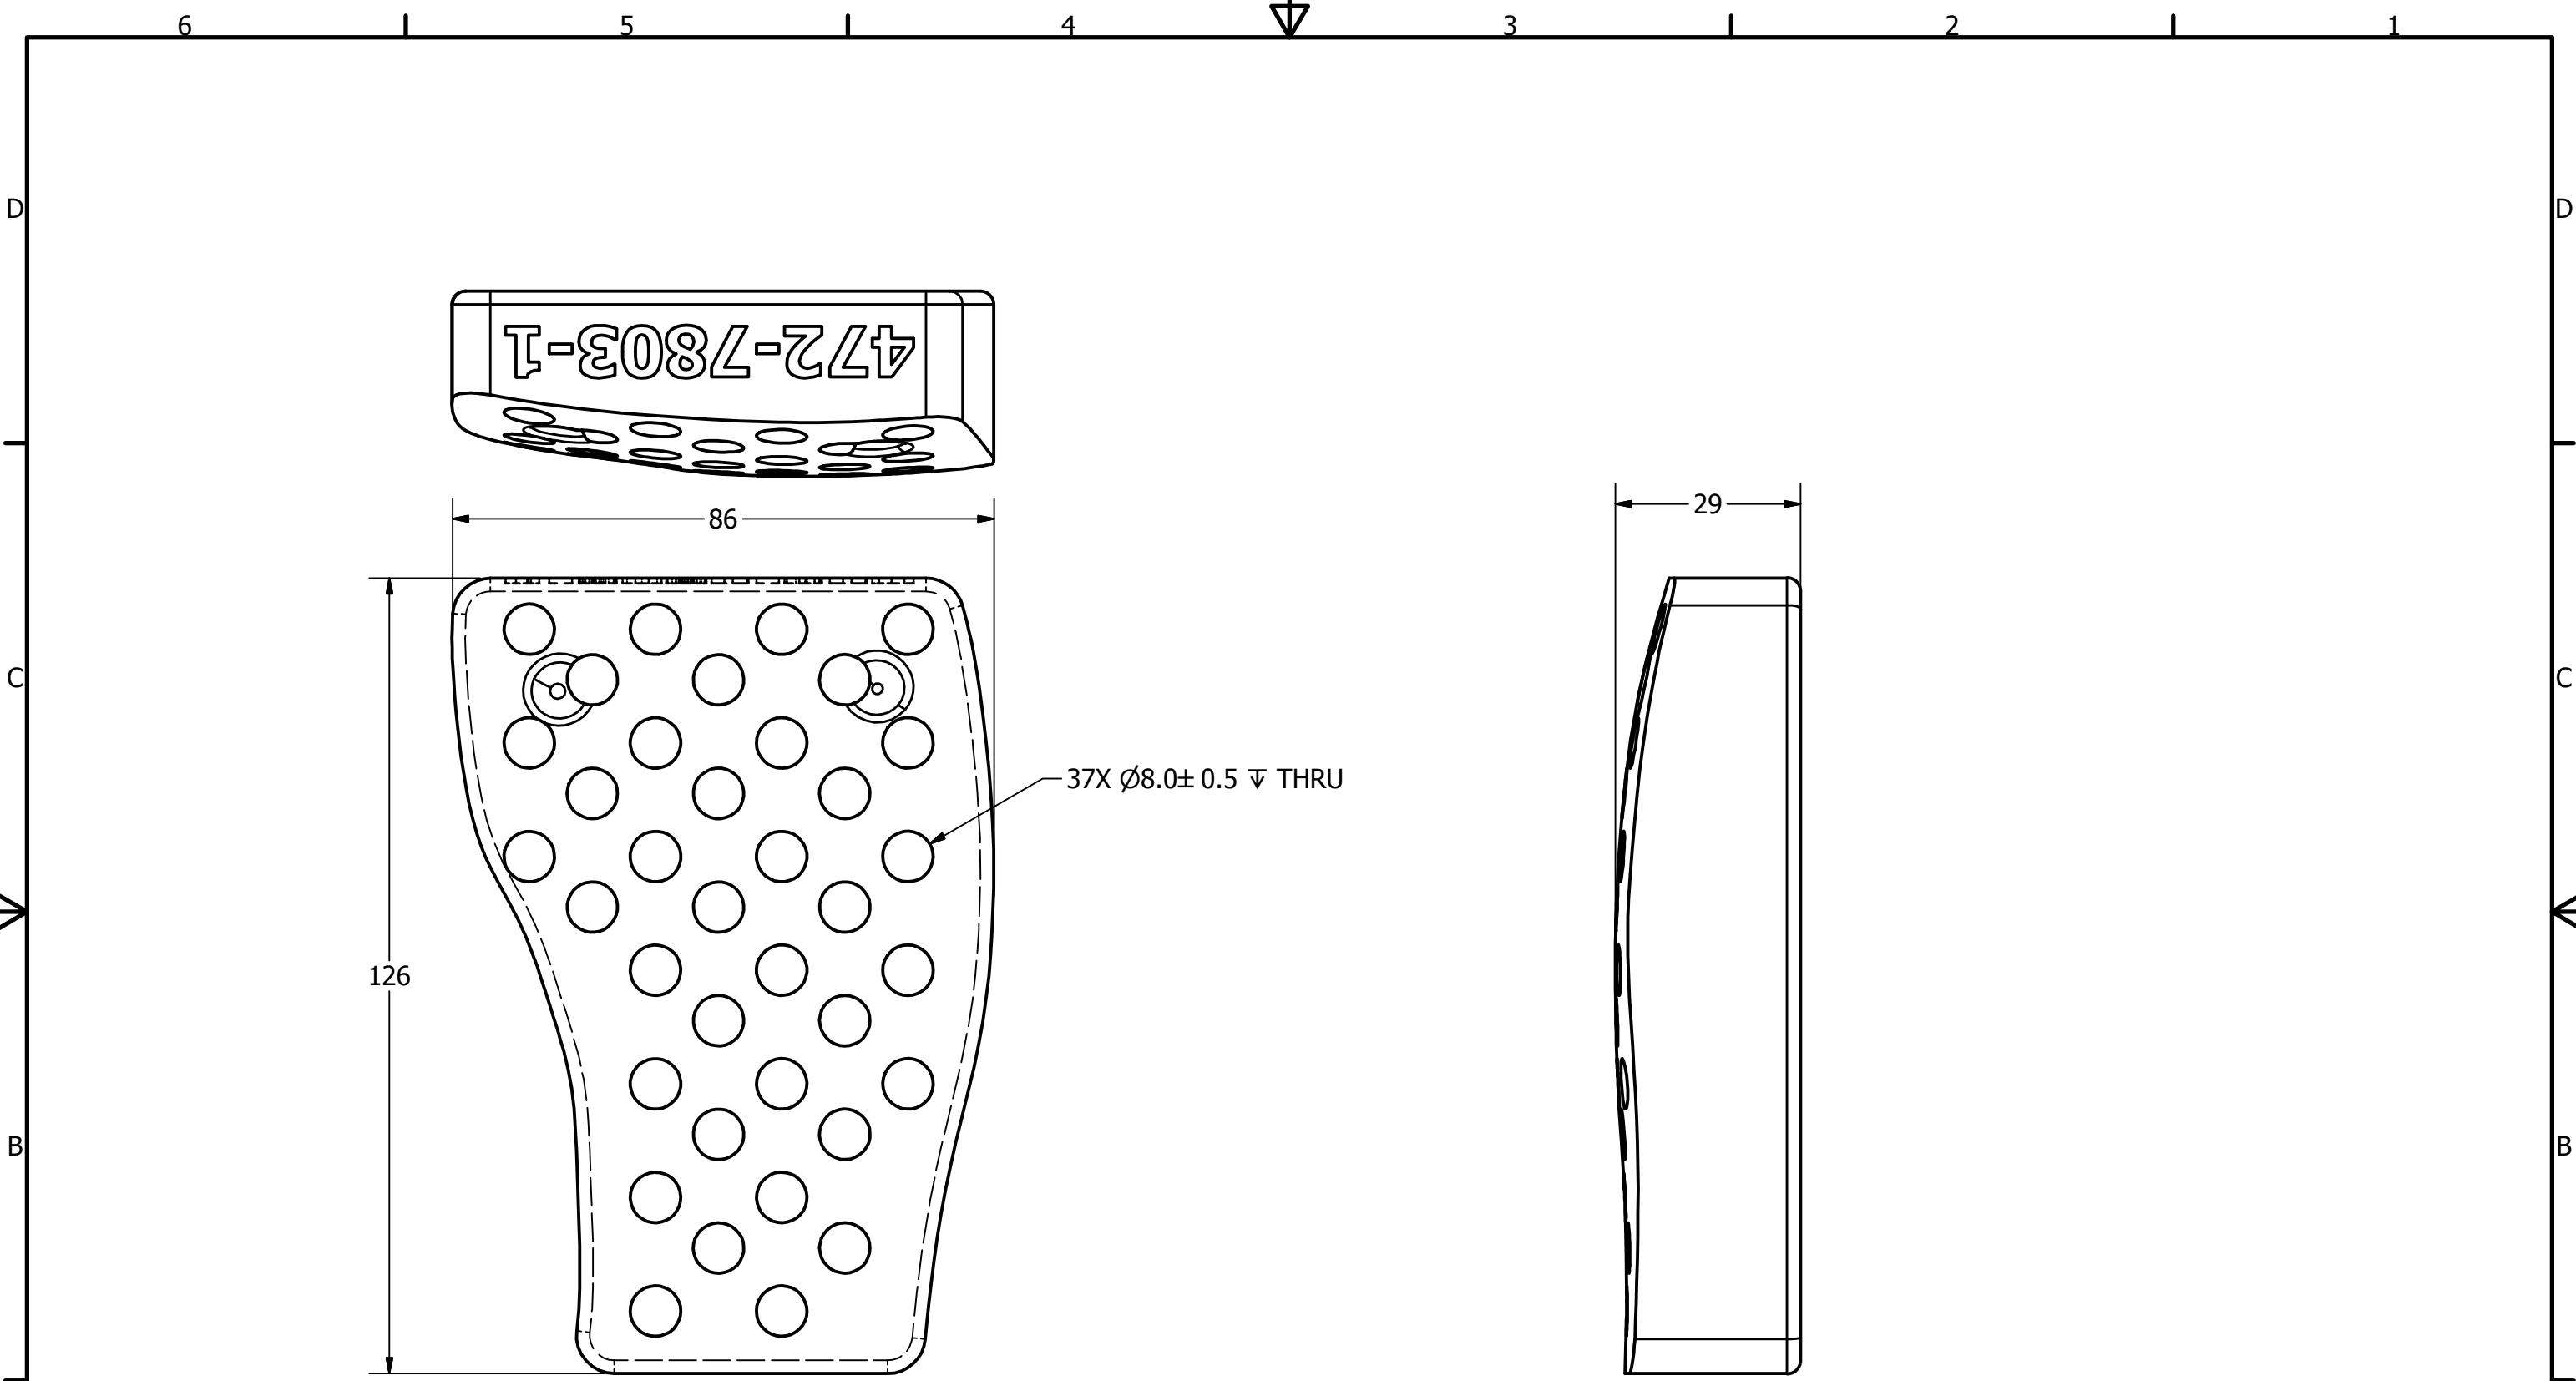 6 5 4 3 2 1
D D
472-7803-1
86
29
C C
37X Ø8.0± 0.5 ↧ THRU
126
B B